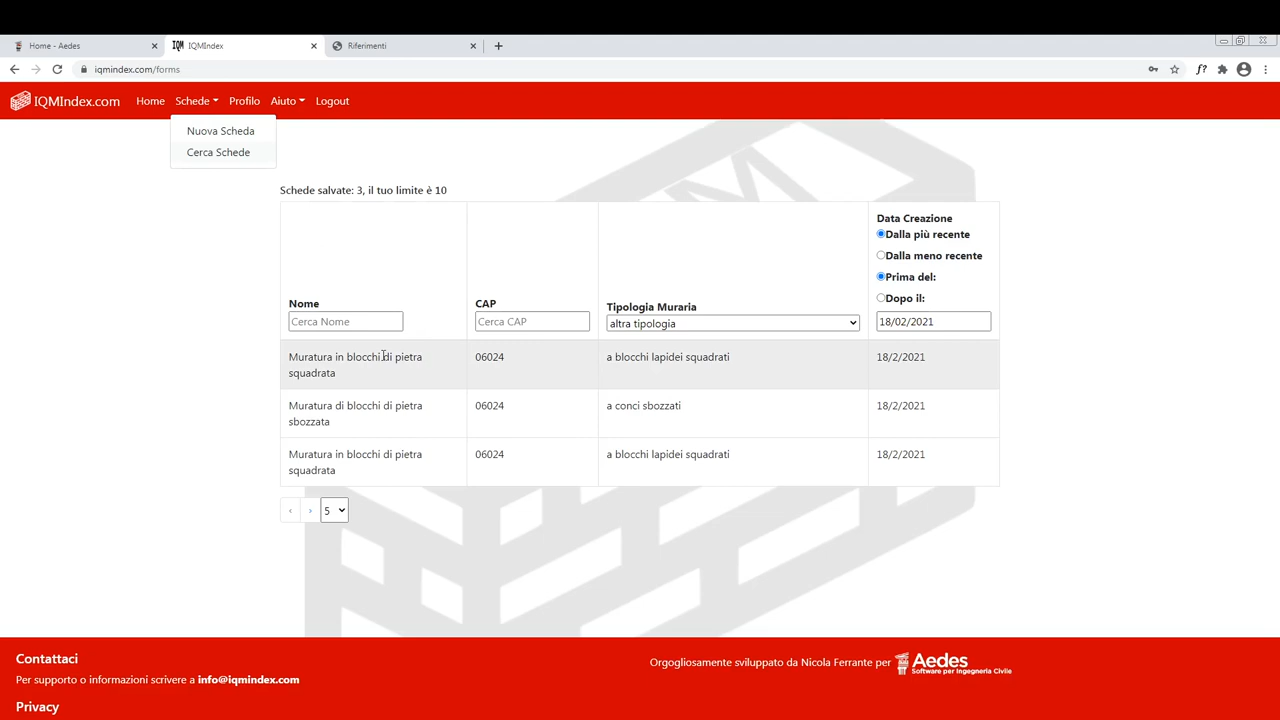 Home - Aedes
IQM IQMIndex
Riferimenti
iqmindex.com/forms
f?
IQMIndex.com Home Schede Profilo Aiuto Logout
Nuova Scheda
Cerca Schede
Schede salvate: 3, il tuo limite è 10
Data Creazione
Dalla più recente
Dalla meno recente
Prima del:
Nome CAP Tipologia Muraria Dopo il:
Cerca Nome Cerca CAP altra tipologia 18/02/2021
Muratura in blocchi di pietra 06024 a blocchi lapidei squadrati 18/2/2021
squadrata
Muratura di blocchi di pietra 06024 a conci sbozzati 18/2/2021
sbozzata
Muratura in blocchi di pietra 06024 a blocchi lapidei squadrati 18/2/2021
squadrata
‹ › 5
Contattaci
Per supporto o informazioni scrivere a info@iqmindex.com
Privacy
Orgogliosamente sviluppato da Nicola Ferrante per Aedes
Software per Ingegneria Civile